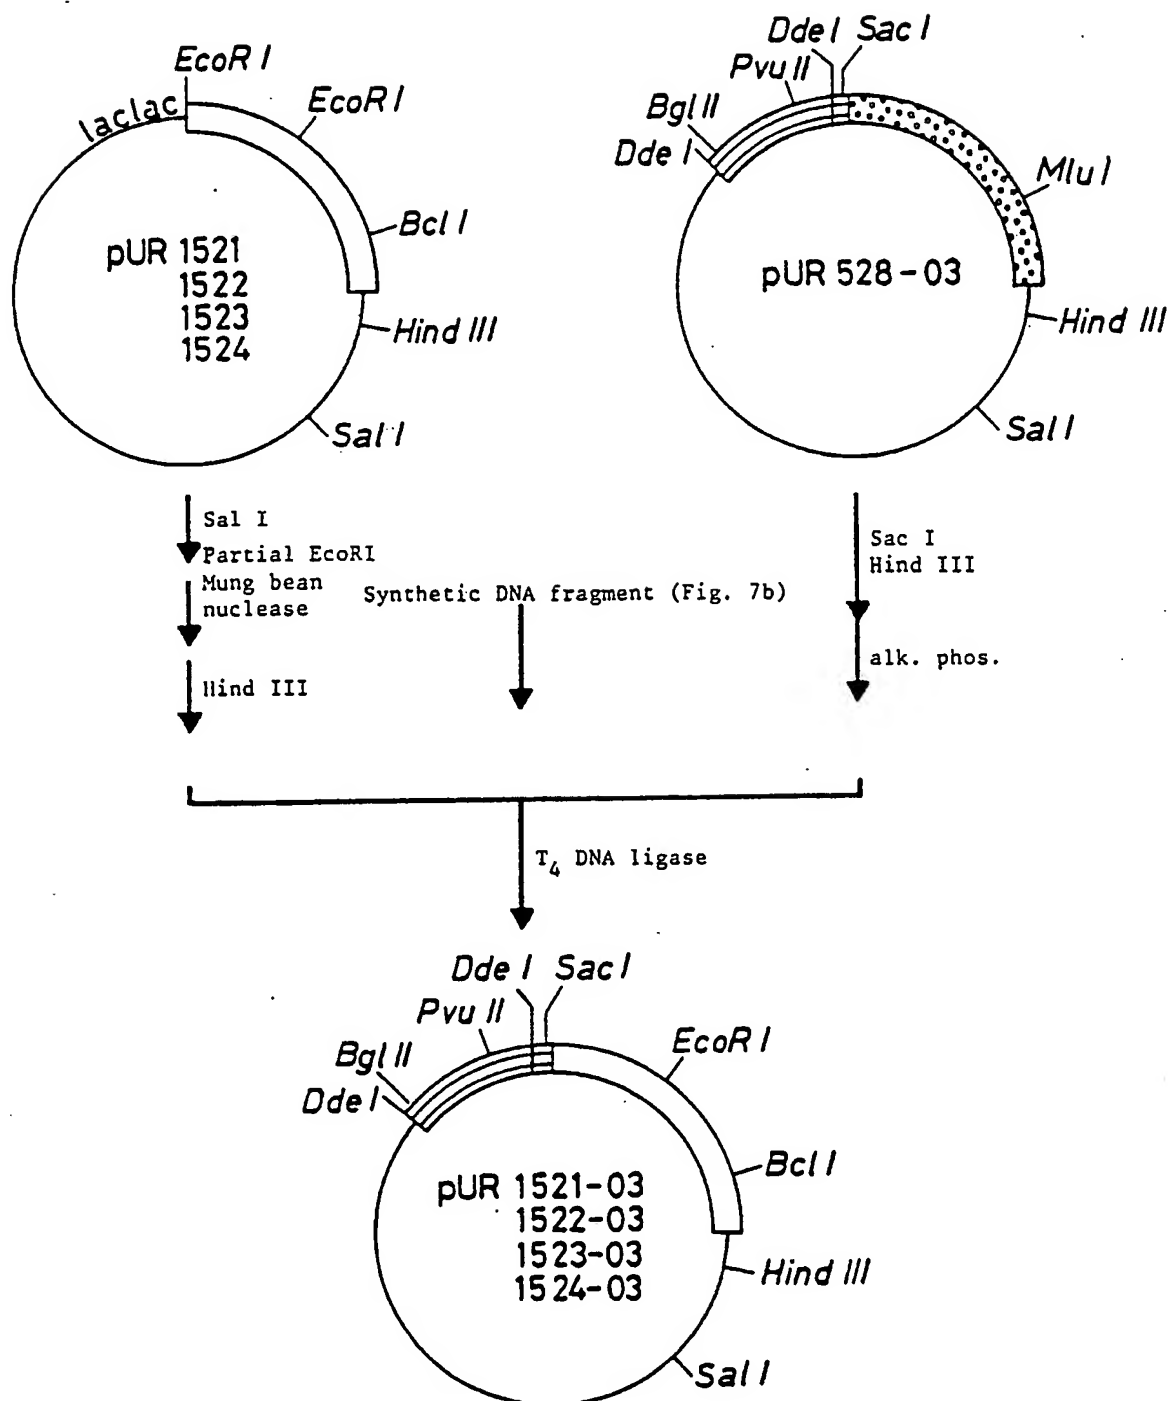 EcoR I
laclac
EcoR I
Bcl I
pUR 1521
1522
1523
1524
Hind III
Sal I
Dde I Sac I
Pvu II
Bgl II
Dde I
Mlu I
pUR 528-03
Hind III
Sal I
Sal I
Partial EcoRI
Mung bean
nuclease
Hind III
Synthetic DNA fragment (Fig. 7b)
Sac I
Hind III
alk. phos.
T4 DNA ligase
Dde I Sac I
Pvu II
EcoR I
Bgl II
Dde I
Bcl I
pUR 1521-03
1522-03
1523-03
1524-03
Hind III
Sal I